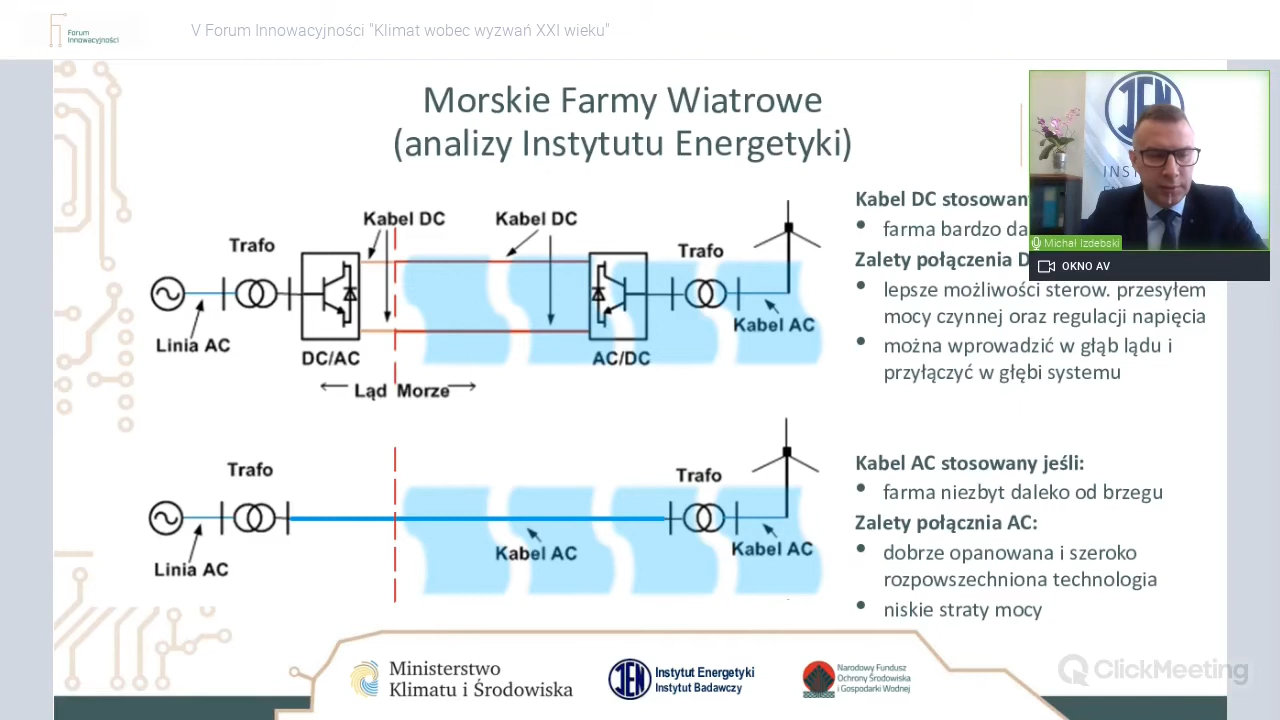 Forum
Innowacyjności
V Forum Innowacyjności "Klimat wobec wyzwań XXI wieku"
Morskie Farmy Wiatrowe
(analizy Instytutu Energetyki)
Kabel DC
Kabel DC
Trafo
Trafo
Linia AC
DC/AC
AC/DC
Kabel AC
Ląd Morze
Trafo
Trafo
Linia AC
Kabel AC
Kabel AC
Kabel DC
farma bardzo
Zalety połączenia
• lepsze możliwości sterow. przesyłem
mocy czynnej oraz regulacji napięcia
• można wprowadzić w głąb lądu i
przyłączyć w głębi systemu
Kabel AC stosowany jeśli:
• farma niezbyt daleko od brzegu
Zalety połącznia AC:
• dobrze opanowana i szeroko
rozpowszechniona technologia
• niskie straty mocy
IEN
Michał Izdebski
OKNO AV
Ministerstwo
Klimatu i Środowiska
IEN
Instytut Energetyki
Instytut Badawczy
Narodowy Fundusz
Ochrony Środowiska
i Gospodarki Wodnej
ClickMeeting